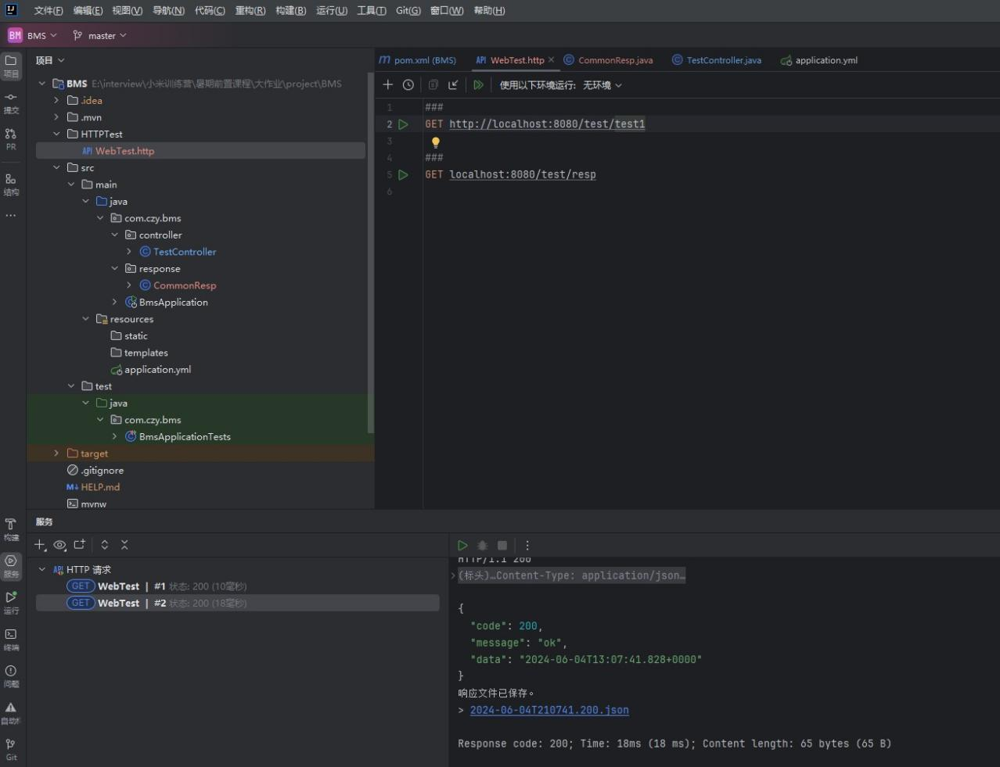 文件(F) 编辑(E) 视图(V) 导航(N) 代码(C) 重构(R) 构建(B) 运行(U) 工具(T) Git(G) 窗口(W) 帮助(H)
BM BMS master
项目
项目
提交
PR
结构
BMS E:\interview\小米训练营\暑期前置课程\大作业\project\BMS
.idea
.mvn
HTTPTest
API WebTest.http
src
main
java
com.czy.bms
controller
TestController
response
CommonResp
BmsApplication
resources
static
templates
application.yml
test
java
com.czy.bms
BmsApplicationTests
target
.gitignore
HELP.md
mvnw
pom.xml (BMS) API WebTest.http CommonResp.java TestController.java application.yml
使用以下环境运行: 无环境
1 ###
2 GET http://localhost:8080/test/test1
3
4 ###
5 GET localhost:8080/test/resp
6
构建
服务
运行
终端
问题
Git
服务
API HTTP 请求
GET WebTest | #1 状态: 200 (10毫秒)
GET WebTest | #2 状态: 200 (18毫秒)
HTTP/1.1 200
(标头)…Content-Type: application/json…
{
"code": 200,
"message": "ok",
"data": "2024-06-04T13:07:41.828+0000"
}
响应文件已保存。
> 2024-06-04T210741.200.json
Response code: 200; Time: 18ms (18 ms); Content length: 65 bytes (65 B)